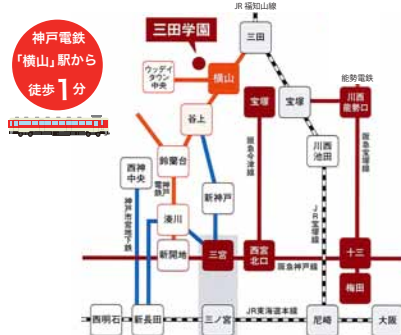 JR福知山線
神戸電鉄
「横山」駅から
徒歩1分
三田学園
三田
横山
ウッディ
タウン
中央
能勢電鉄
宝塚
宝塚
川西
能勢口
谷上
川西
池田
阪急今津線
阪急宝塚線
鈴蘭台
西神
中央
神戸
電鉄
新神戸
神戸市営地下鉄
湊川
JR宝塚線
新開地
三宮
西宮
北口
阪急神戸線
十三
梅田
JR東海道本線
西明石
新長田
三ノ宮
尼崎
大阪